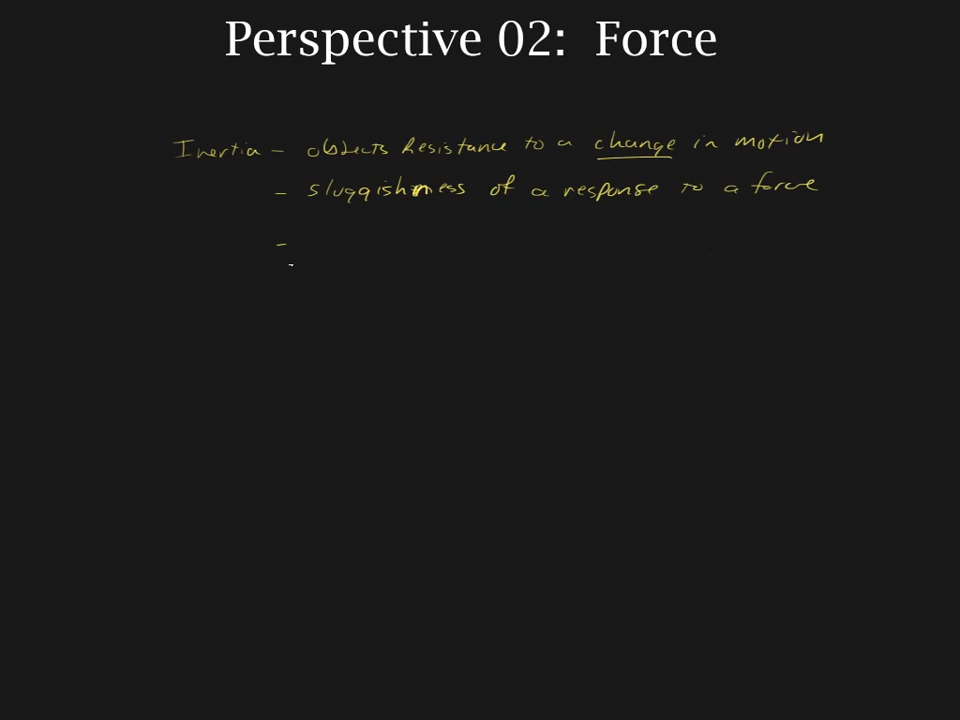 Perspective 02: Force
Inertia - objects Resistance to a change in motion
- sluggishness of a response to a force
-